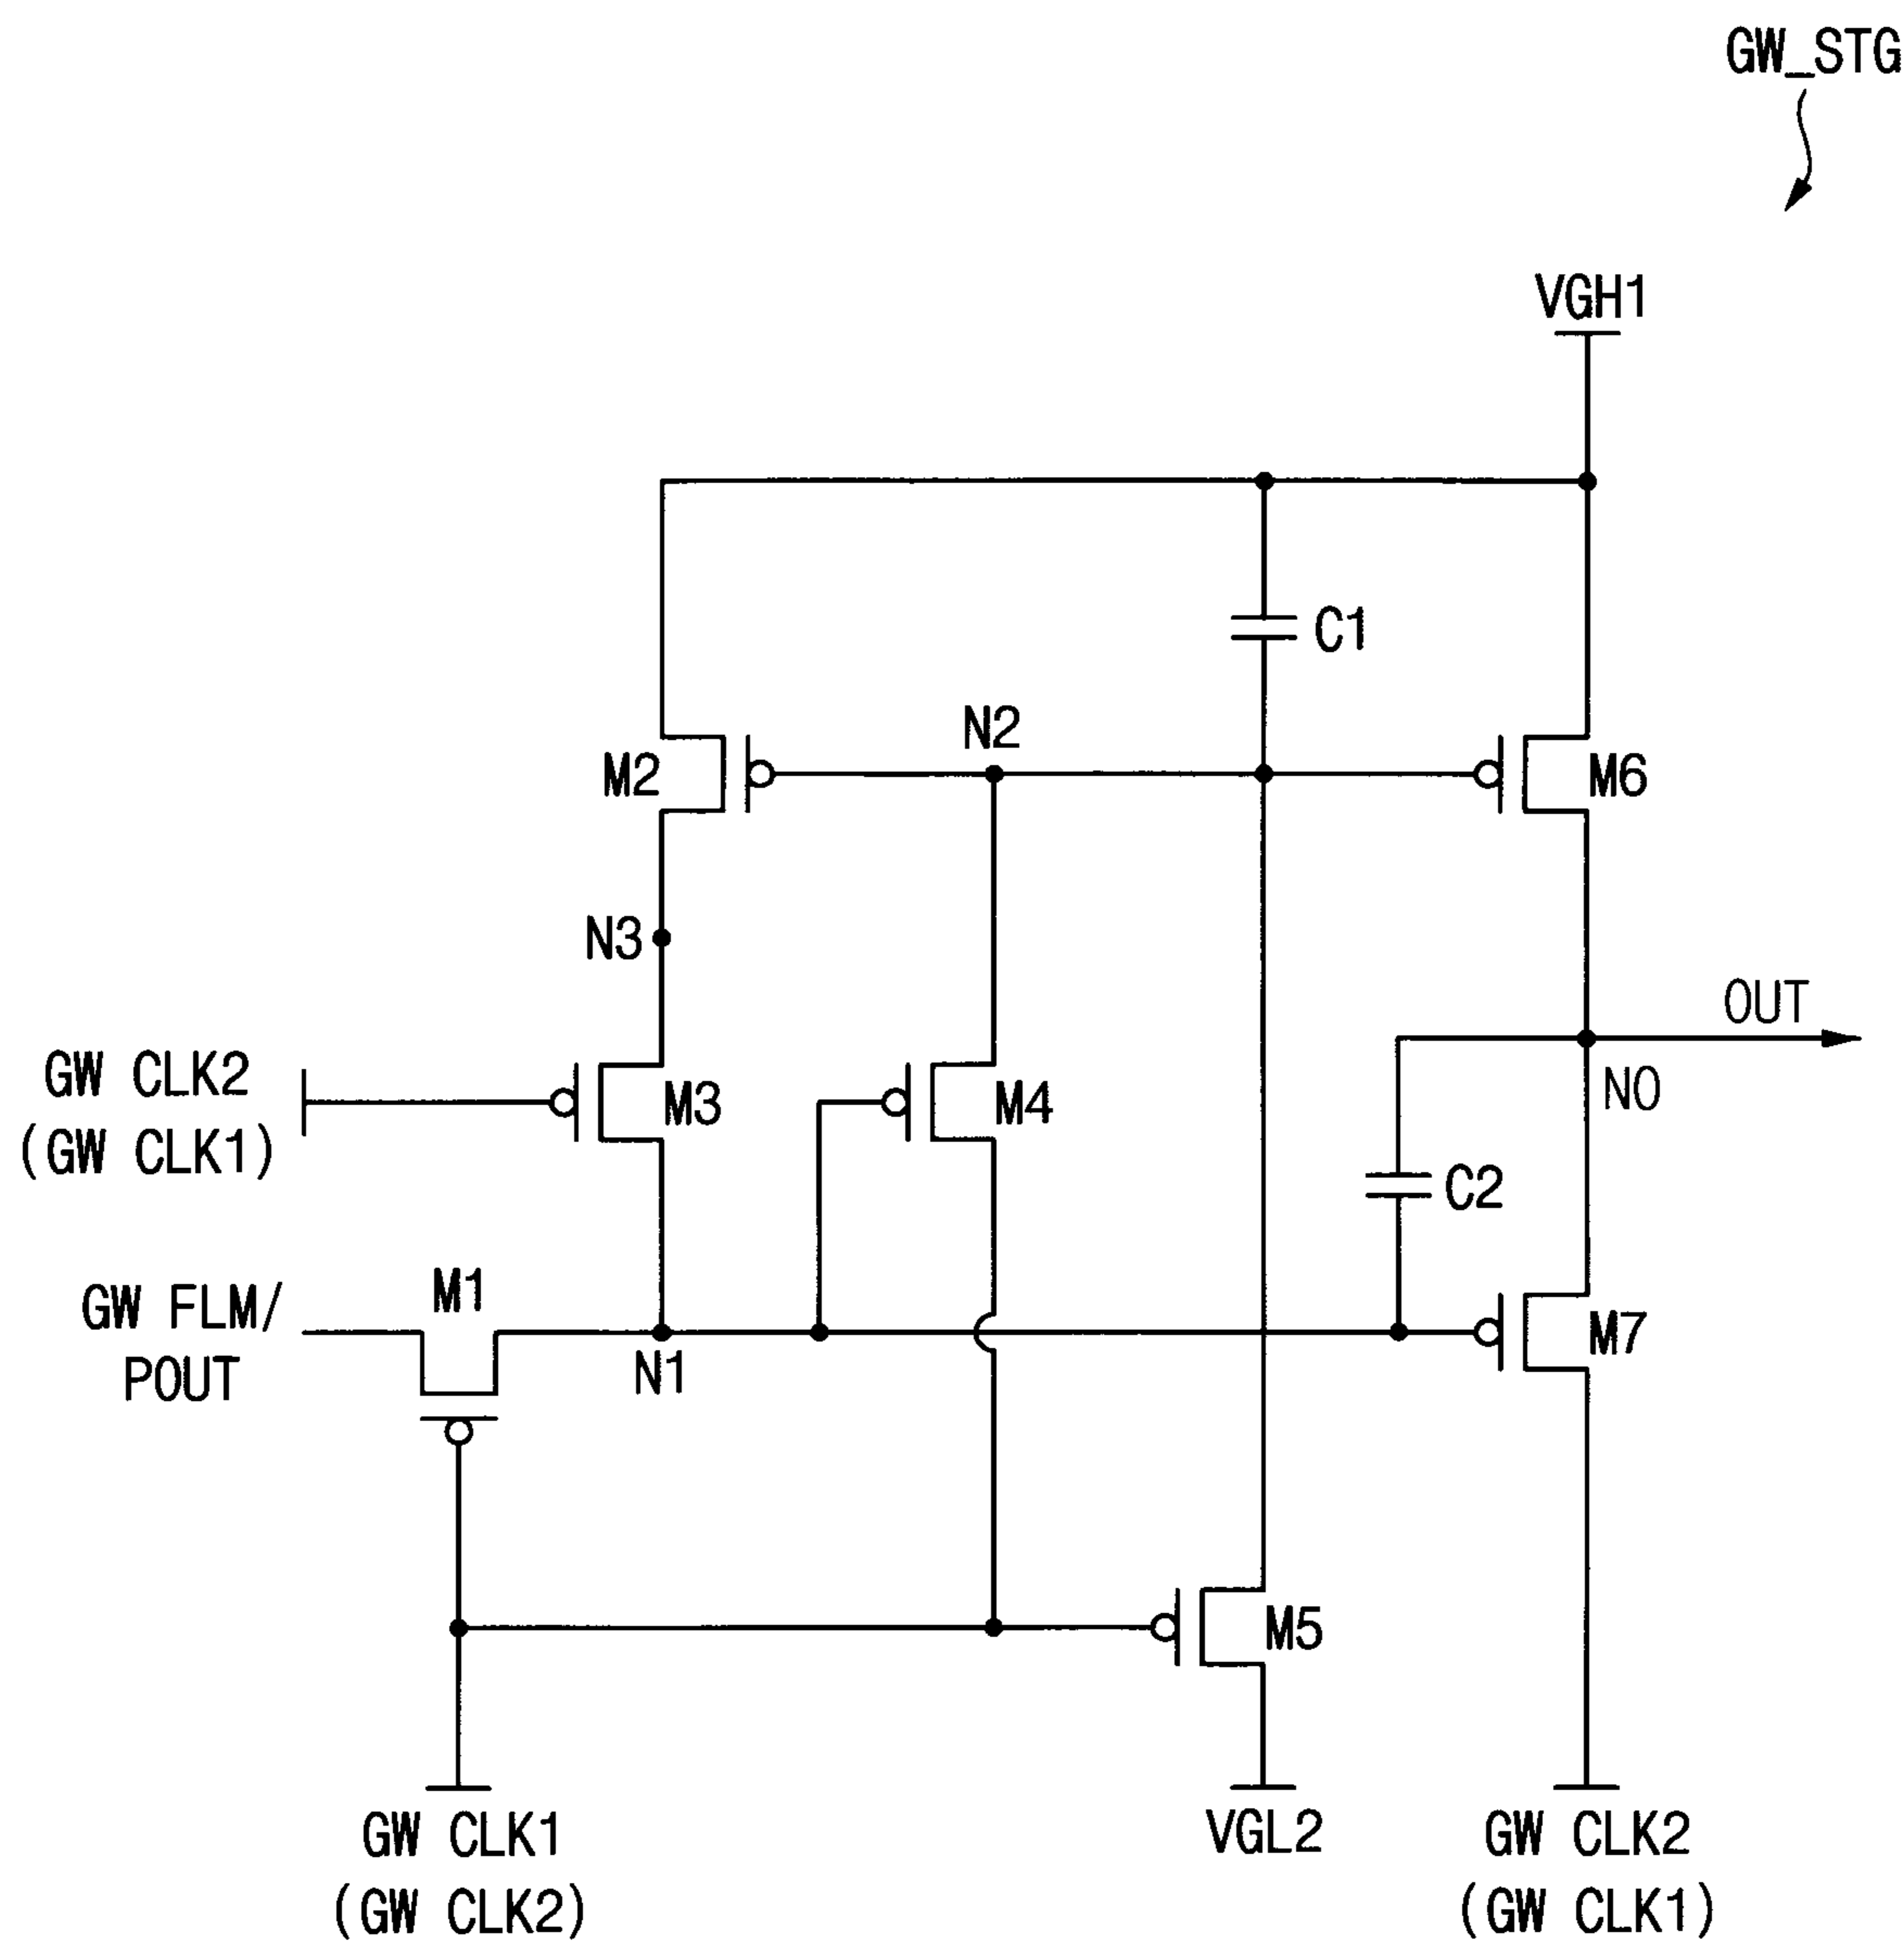 GW_STG
VGH1
C1
N2
M2
M6
N3
OUT
GW CLK2
(GW CLK1)
M3
M4
NO
C2
GW FLM/
POUT
M1
N1
M7
M5
GW CLK1
(GW CLK2)
VGL2
GW CLK2
(GW CLK1)